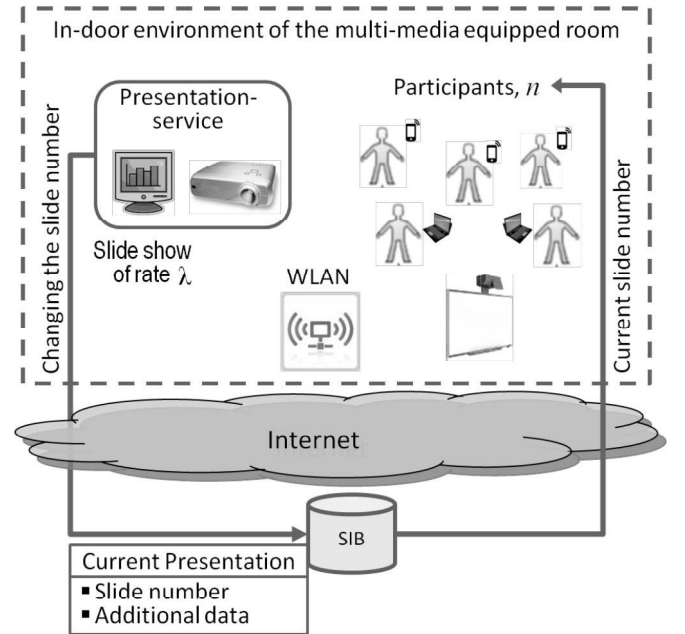 In-door environment of the multi-media equipped room
Presentation-
service
Participants, n
Slide show
of rate λ
WLAN
Changing the slide number
Current slide number
Internet
SIB
Current Presentation
▪ Slide number
▪ Additional data